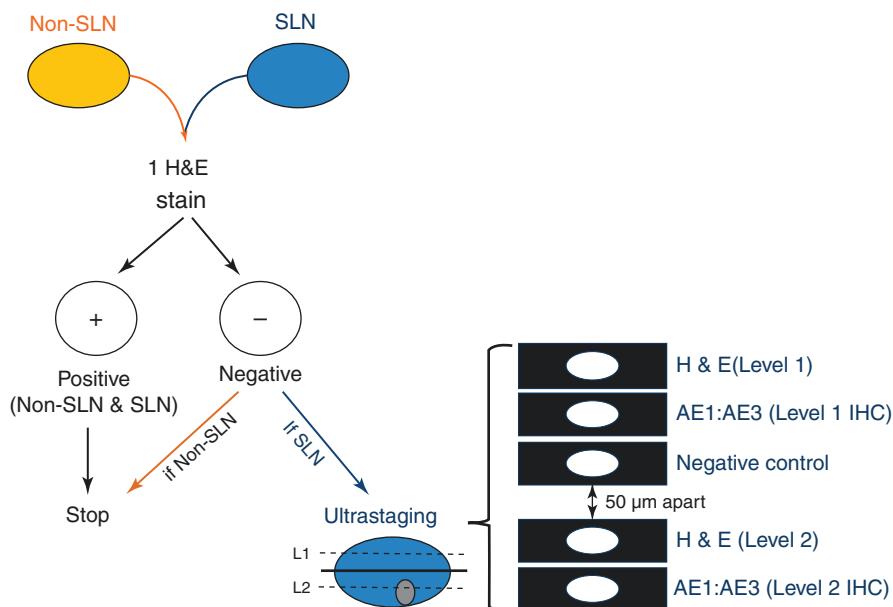 Non-SLN
SLN
1 H&E
stain
+
−
Positive
(Non-SLN & SLN)
Negative
if Non-SLN
If SLN
Stop
Ultrastaging
L1
L2
H & E(Level 1)
AE1:AE3 (Level 1 IHC)
Negative control
50 µm apart
H & E (Level 2)
AE1:AE3 (Level 2 IHC)